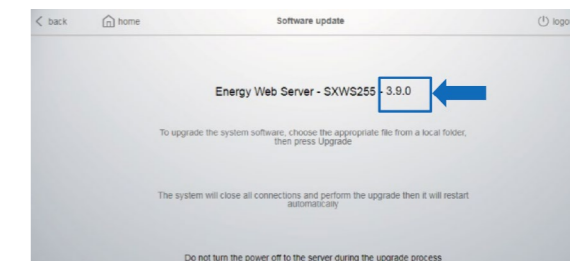 back
home
Software update
logo
Energy Web Server - SXWS255 - 3.9.0
To upgrade the system software, choose the appropriate file from a local folder,
then press Upgrade
The system will close all connections and perform the upgrade then it will restart
automatically
Do not turn the power off to the server during the upgrade process